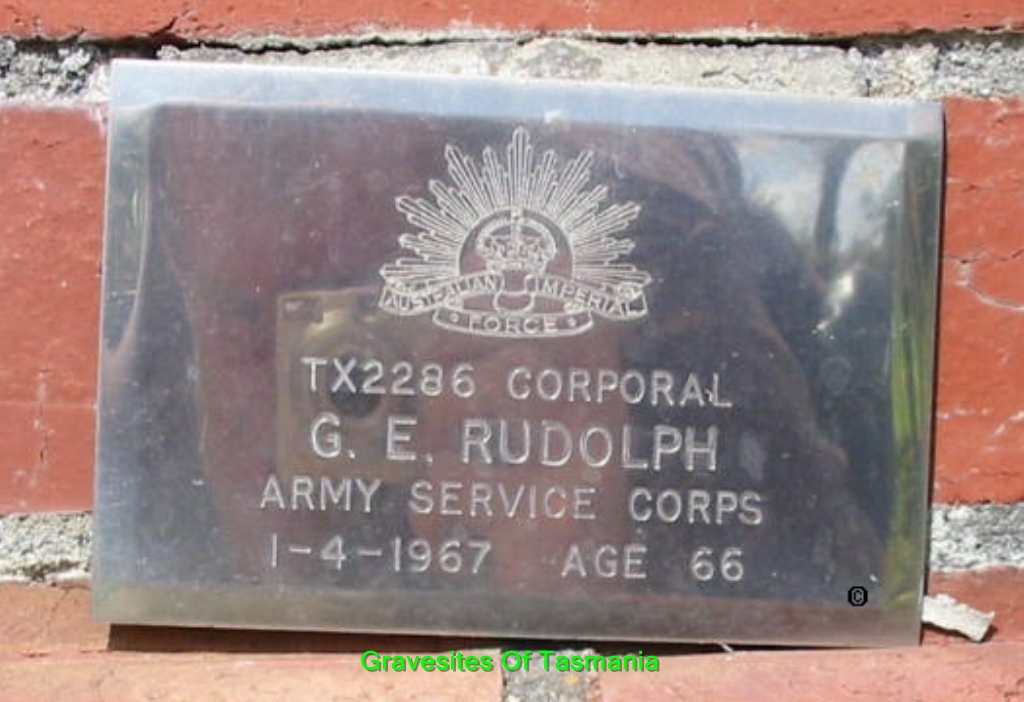 AUSTRALIAN IMPERIAL
FORCE
TX2286 CORPORAL
G. E. RUDOLPH
ARMY SERVICE CORPS
1-4-1967 AGE 66
©
Gravesites Of Tasmania